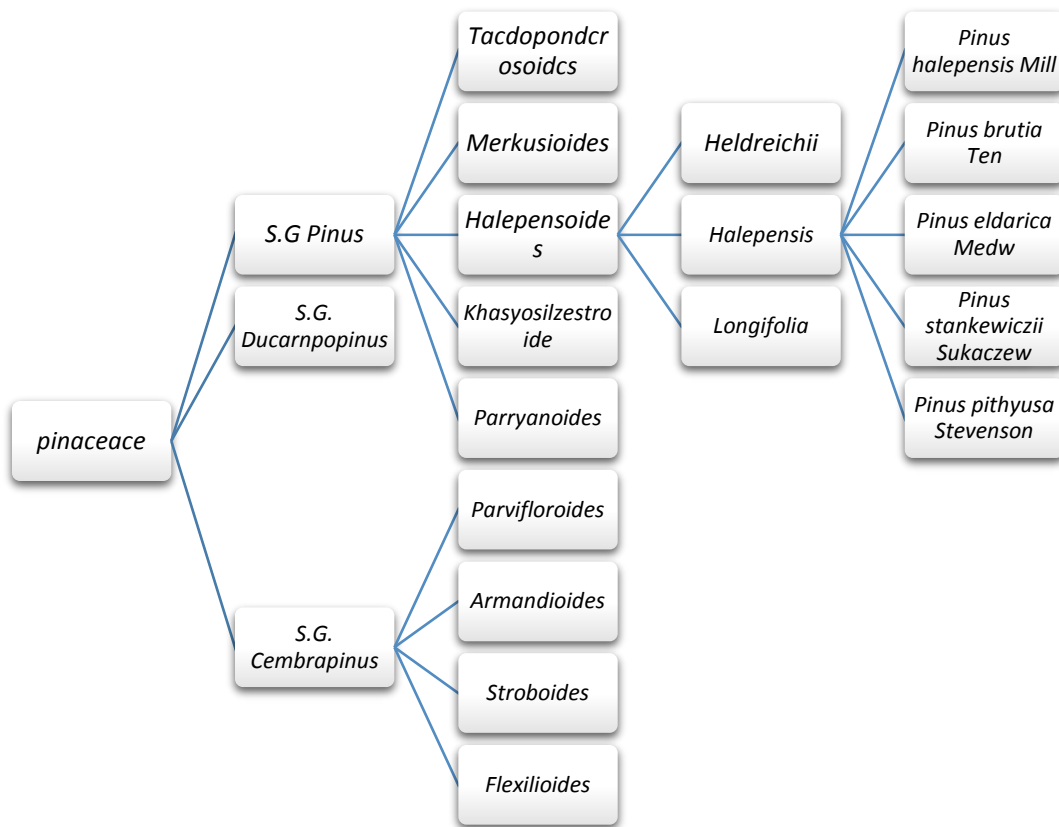 pinaceace
S.G Pinus
S.G.
Ducarnpopinus
S.G.
Cembrapinus
Tacdopondcr
osoidcs
Merkusioides
Halepensoide
s
Khasyosilzestro
ide
Parryanoides
Parvifloroides
Armandioides
Stroboides
Flexilioides
Heldreichii
Halepensis
Longifolia
Pinus
halepensis Mill
Pinus brutia
Ten
Pinus eldarica
Medw
Pinus
stankewiczii
Sukaczew
Pinus pithyusa
Stevenson